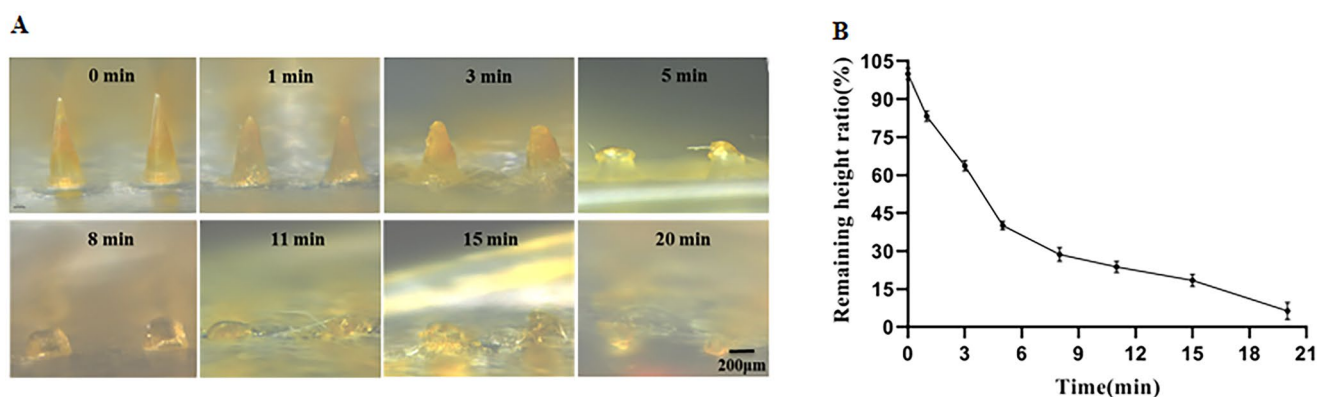 A
0 min
1 min
3 min
5 min
8 min
11 min
15 min
20 min
200μm
B
Remaining height ratio(%)
105
90
75
60
45
30
15
0
0 3 6 9 12 15 18 21
Time(min)